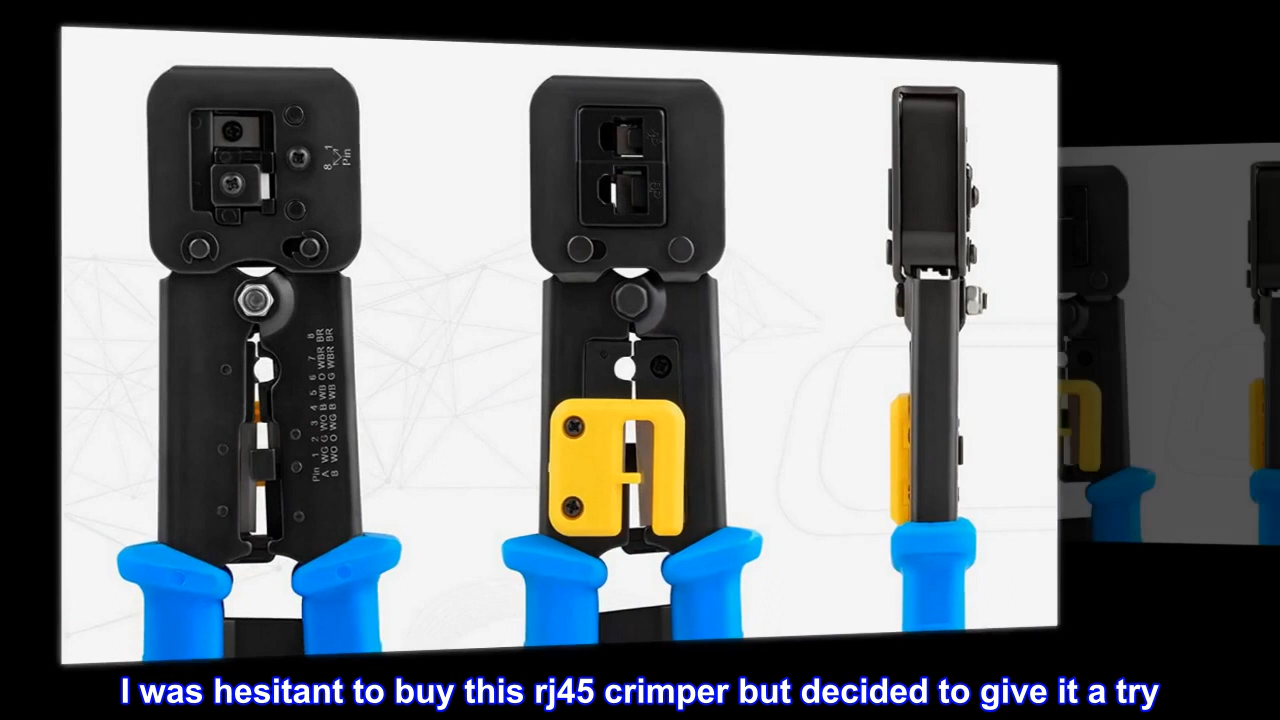 8 1
Pin
Pin 1 2 3 4 5 6 7 8
A WG G WO B WB O WBR BR
B WO O WG B WB G WBR BR
I was hesitant to buy this rj45 crimper but decided to give it a try